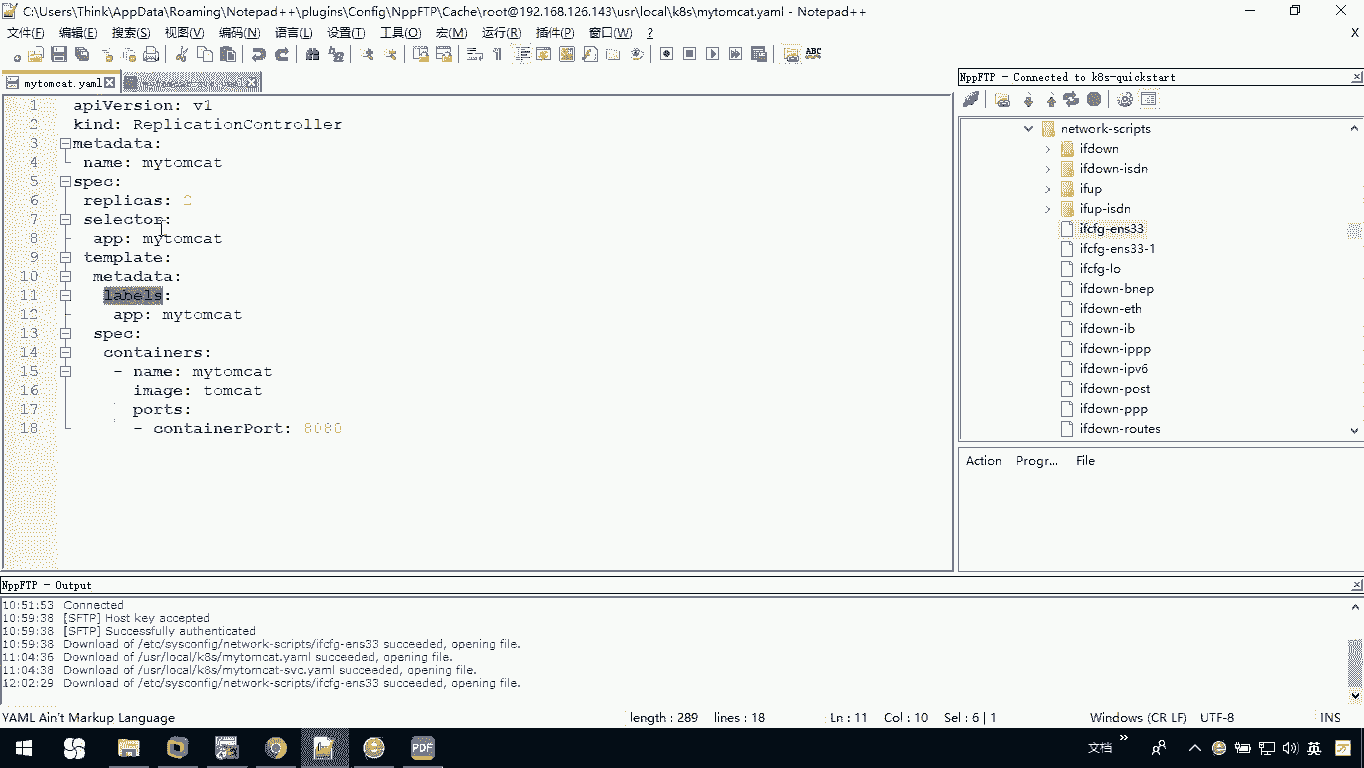 C:\Users\Think\AppData\Roaming\Notepad++\plugins\Config\NppFTP\Cache\root@192.168.126.143\usr\local\k8s\mytomcat.yaml - Notepad++
文件(F) 编辑(E) 搜索(S) 视图(V) 编码(N) 语言(L) 设置(T) 工具(O) 宏(M) 运行(R) 插件(P) 窗口(W) ? X
ABC
mytomcat.yaml
1 apiVersion: v1
2 kind: ReplicationController
3 metadata:
4 name: mytomcat
5 spec:
6 replicas: 2
7 selector:
8 app: mytomcat
9 template:
10 metadata:
11 labels:
12 app: mytomcat
13 spec:
14 containers:
15 - name: mytomcat
16 image: tomcat
17 ports:
18 - containerPort: 8080
NppFTP - Connected to k8s-quickstart
network-scripts
ifdown
ifdown-isdn
ifup
ifup-isdn
ifcfg-ens33
ifcfg-ens33-1
ifcfg-lo
ifdown-bnep
ifdown-eth
ifdown-ib
ifdown-ippp
ifdown-ipv6
ifdown-post
ifdown-ppp
ifdown-routes
Action Progr... File
NppFTP - Output
10:51:53 Connected
10:59:38 [SFTP] Host key accepted
10:59:38 [SFTP] Successfully authenticated
10:59:38 Download of /etc/sysconfig/network-scripts/ifcfg-ens33 succeeded, opening file.
11:04:36 Download of /usr/local/k8s/mytomcat.yaml succeeded, opening file.
11:04:38 Download of /usr/local/k8s/mytomcat-svc.yaml succeeded, opening file.
12:02:29 Download of /etc/sysconfig/network-scripts/ifcfg-ens33 succeeded, opening file.
YAML Ain't Markup Language length : 289 lines : 18 Ln : 11 Col : 10 Sel : 6 | 1 Windows (CR LF) UTF-8 INS
PDF 文档 英